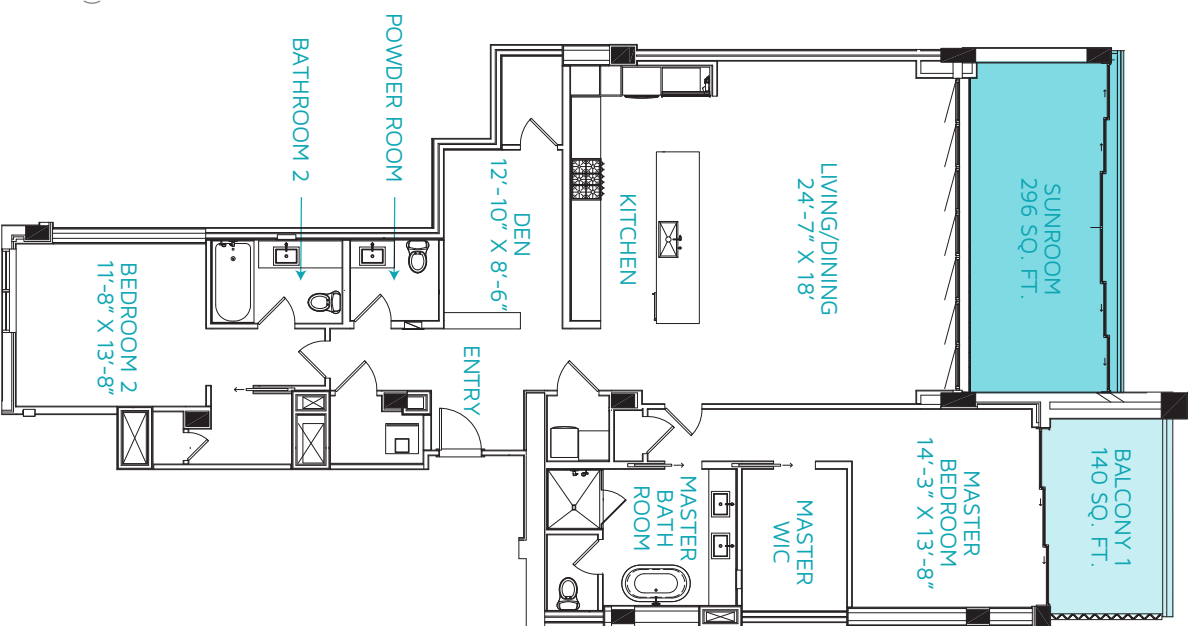 POWDER ROOM
BATHROOM 2
SUNROOM
296 SQ. FT.
LIVING/DINING
24'-7" X 18'
KITCHEN
DEN
12'-10" X 8'-6"
BEDROOM 2
11'-8" X 13'-8"
ENTRY
BALCONY 1
140 SQ. FT.
MASTER
BEDROOM
14'-3" X 13'-8"
MASTER
WIC
MASTER
BATH
ROOM